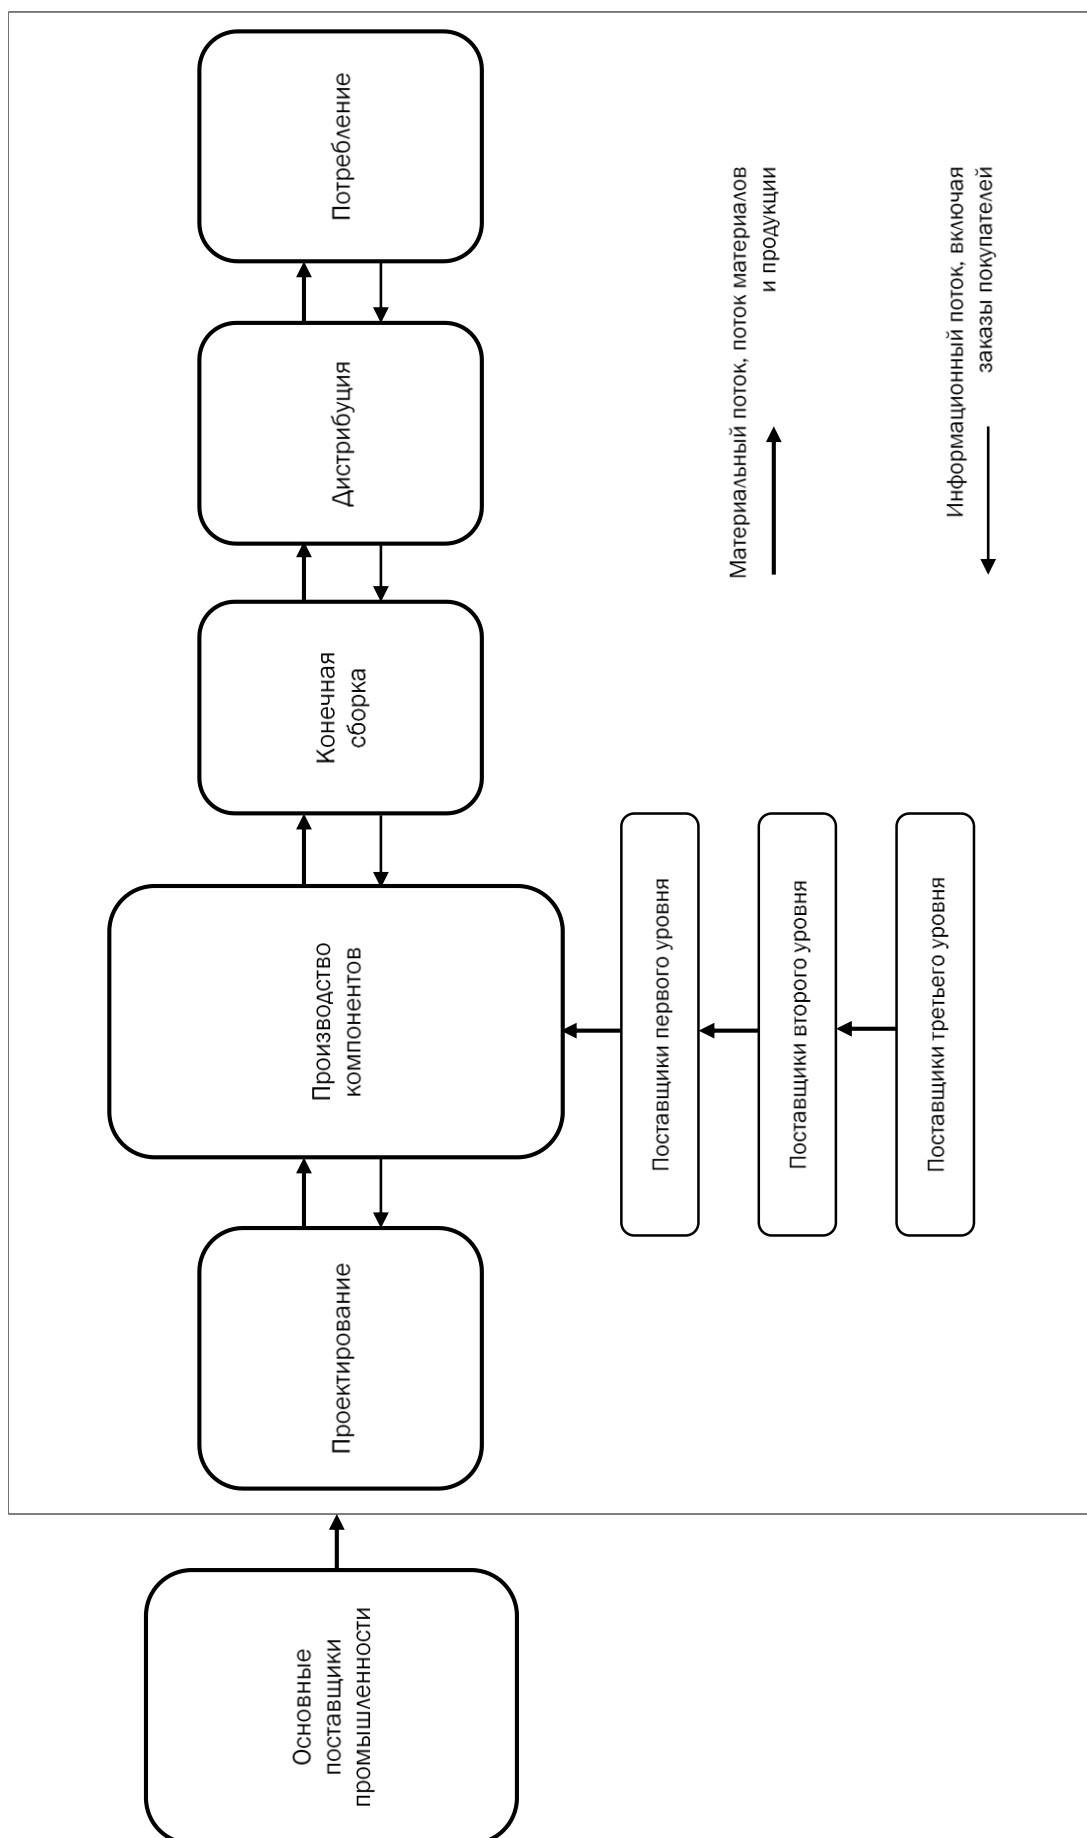 Основные
поставщики
промышленности
Проектирование
Производство
компонентов
Конечная
сборка
Дистрибуция
Потребление
Поставщики первого уровня
Поставщики второго уровня
Поставщики третьего уровня
Материальный поток, поток материалов
и продукции
Информационный поток, включая
заказы покупателей